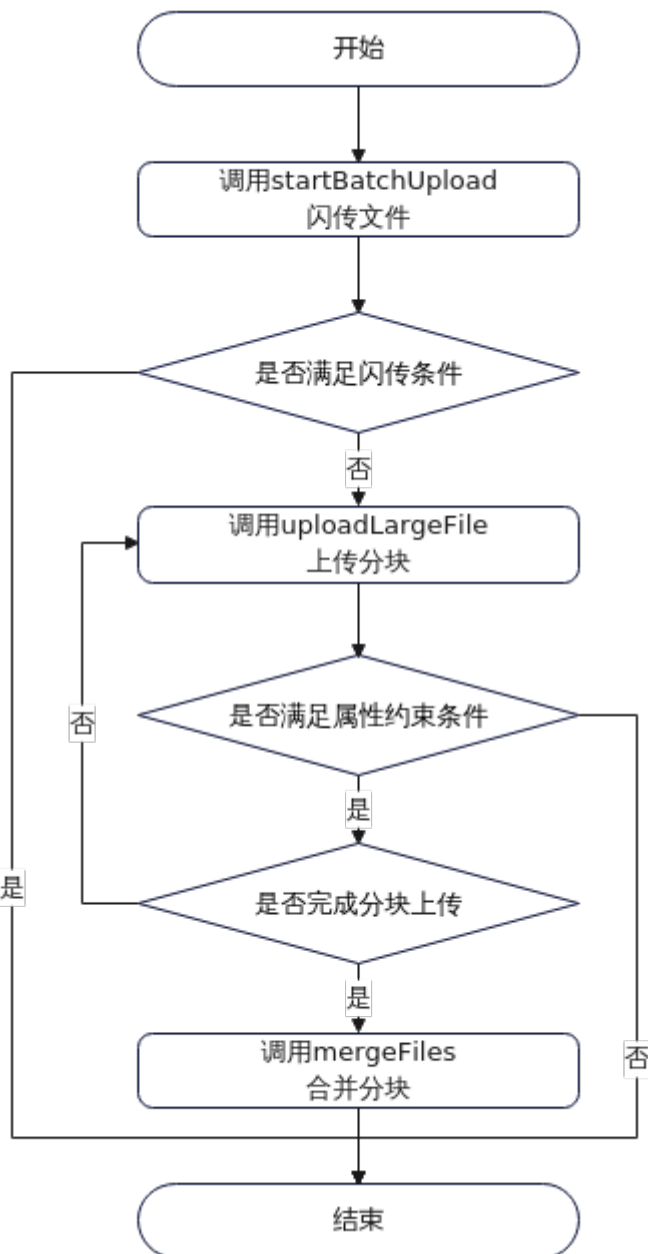 开始
调用startBatchUpload
闪传文件
是否满足闪传条件
否
调用uploadLargeFile
上传分块
是否满足属性约束条件
否
是
是
是否完成分块上传
是
调用mergeFiles
合并分块
否
结束